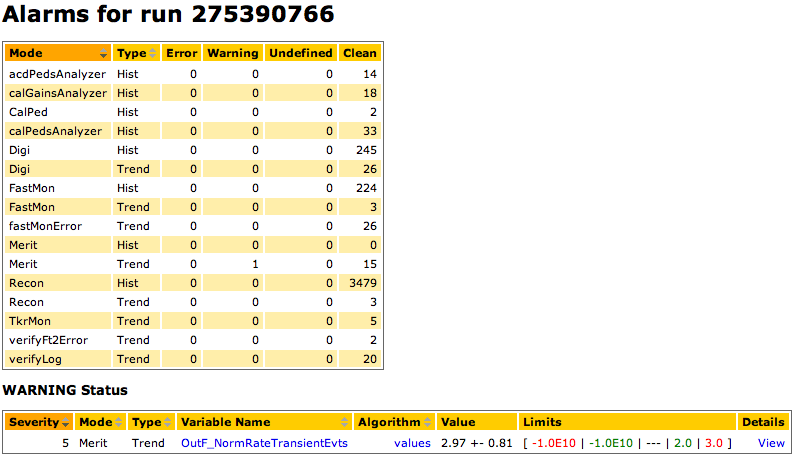 Alarms for run 275390766
Mode Type Error Warning Undefined Clean
acdPedsAnalyzer Hist 0 0 0 14
calGainsAnalyzer Hist 0 0 0 18
CalPed Hist 0 0 0 2
calPedsAnalyzer Hist 0 0 0 33
Digi Hist 0 0 0 245
Digi Trend 0 0 0 26
FastMon Hist 0 0 0 224
FastMon Trend 0 0 0 3
fastMonError Trend 0 0 0 26
Merit Hist 0 0 0 0
Merit Trend 0 1 0 15
Recon Hist 0 0 0 3479
Recon Trend 0 0 0 3
TkrMon Trend 0 0 0 5
verifyFt2Error Trend 0 0 0 2
verifyLog Trend 0 0 0 20
WARNING Status
Severity Mode Type Variable Name Algorithm Value Limits Details
5 Merit Trend OutF_NormRateTransientEvts values 2.97 +- 0.81 [ -1.0E10 | -1.0E10 | --- | 2.0 | 3.0 ] View